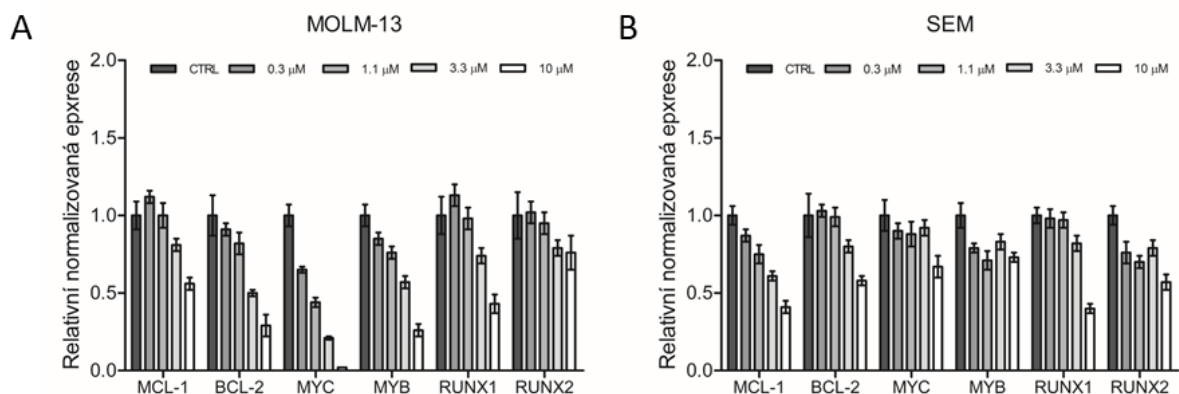 A
MOLM-13
Relativní normalizovaná epxrese
2.0
1.5
1.0
0.5
0.0
CTRL 0.3 µM 1.1 µM 3.3 µM 10 µM
MCL-1 BCL-2 MYC MYB RUNX1 RUNX2
B
SEM
Relativní normalizovaná epxrese
2.0
1.5
1.0
0.5
0.0
CTRL 0.3 µM 1.1 µM 3.3 µM 10 µM
MCL-1 BCL-2 MYC MYB RUNX1 RUNX2